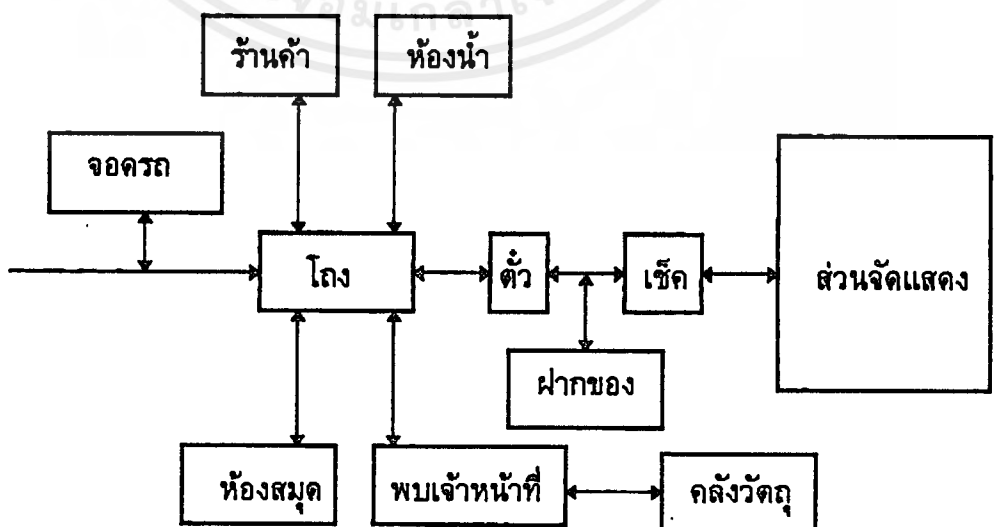 ร้านค้า
ห้องน้ำ
จอดรถ
โถง
ตั๋ว
เช็ค
ส่วนจัดแสดง
ฝากของ
ห้องสมุด
พบเจ้าหน้าที่
คลังวัตถุ